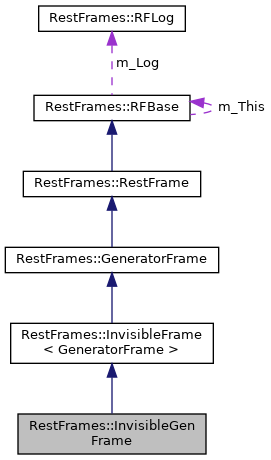 RestFrames::RFLog
m_Log
RestFrames::RFBase
m_This
RestFrames::RestFrame
RestFrames::GeneratorFrame
RestFrames::InvisibleFrame
< GeneratorFrame >
RestFrames::InvisibleGen
Frame